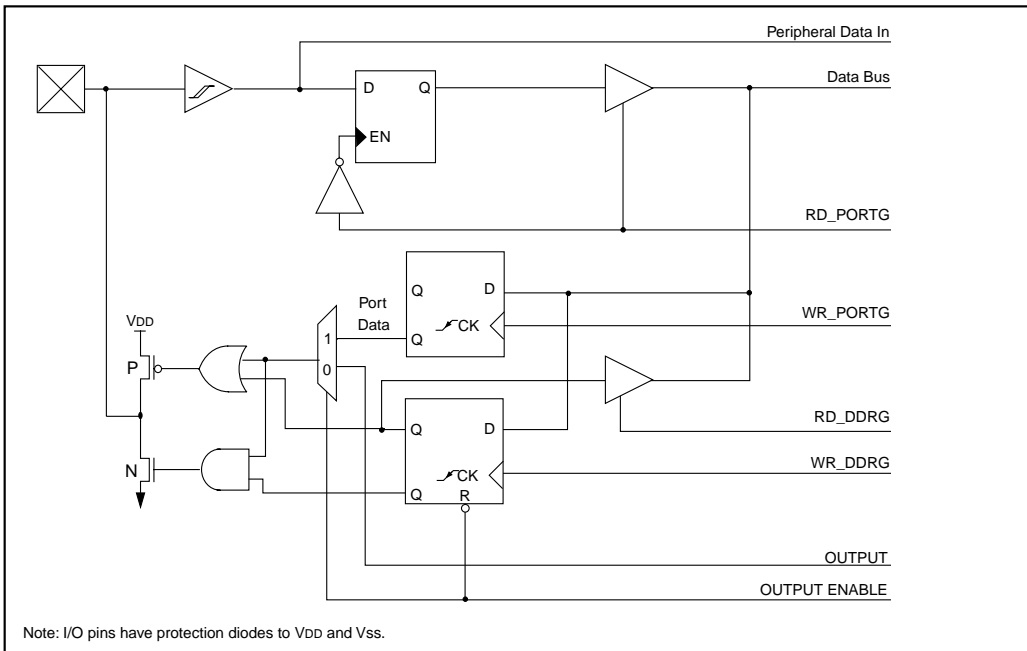 Peripheral Data In
D
Q
Data Bus
EN
RD_PORTG
Port
Data
Q
D
VDD
1
CK
WR_PORTG
Q
P
0
RD_DDRG
Q
D
N
CK
WR_DDRG
Q
R
OUTPUT
OUTPUT ENABLE
Note: I/O pins have protection diodes to VDD and VSS.